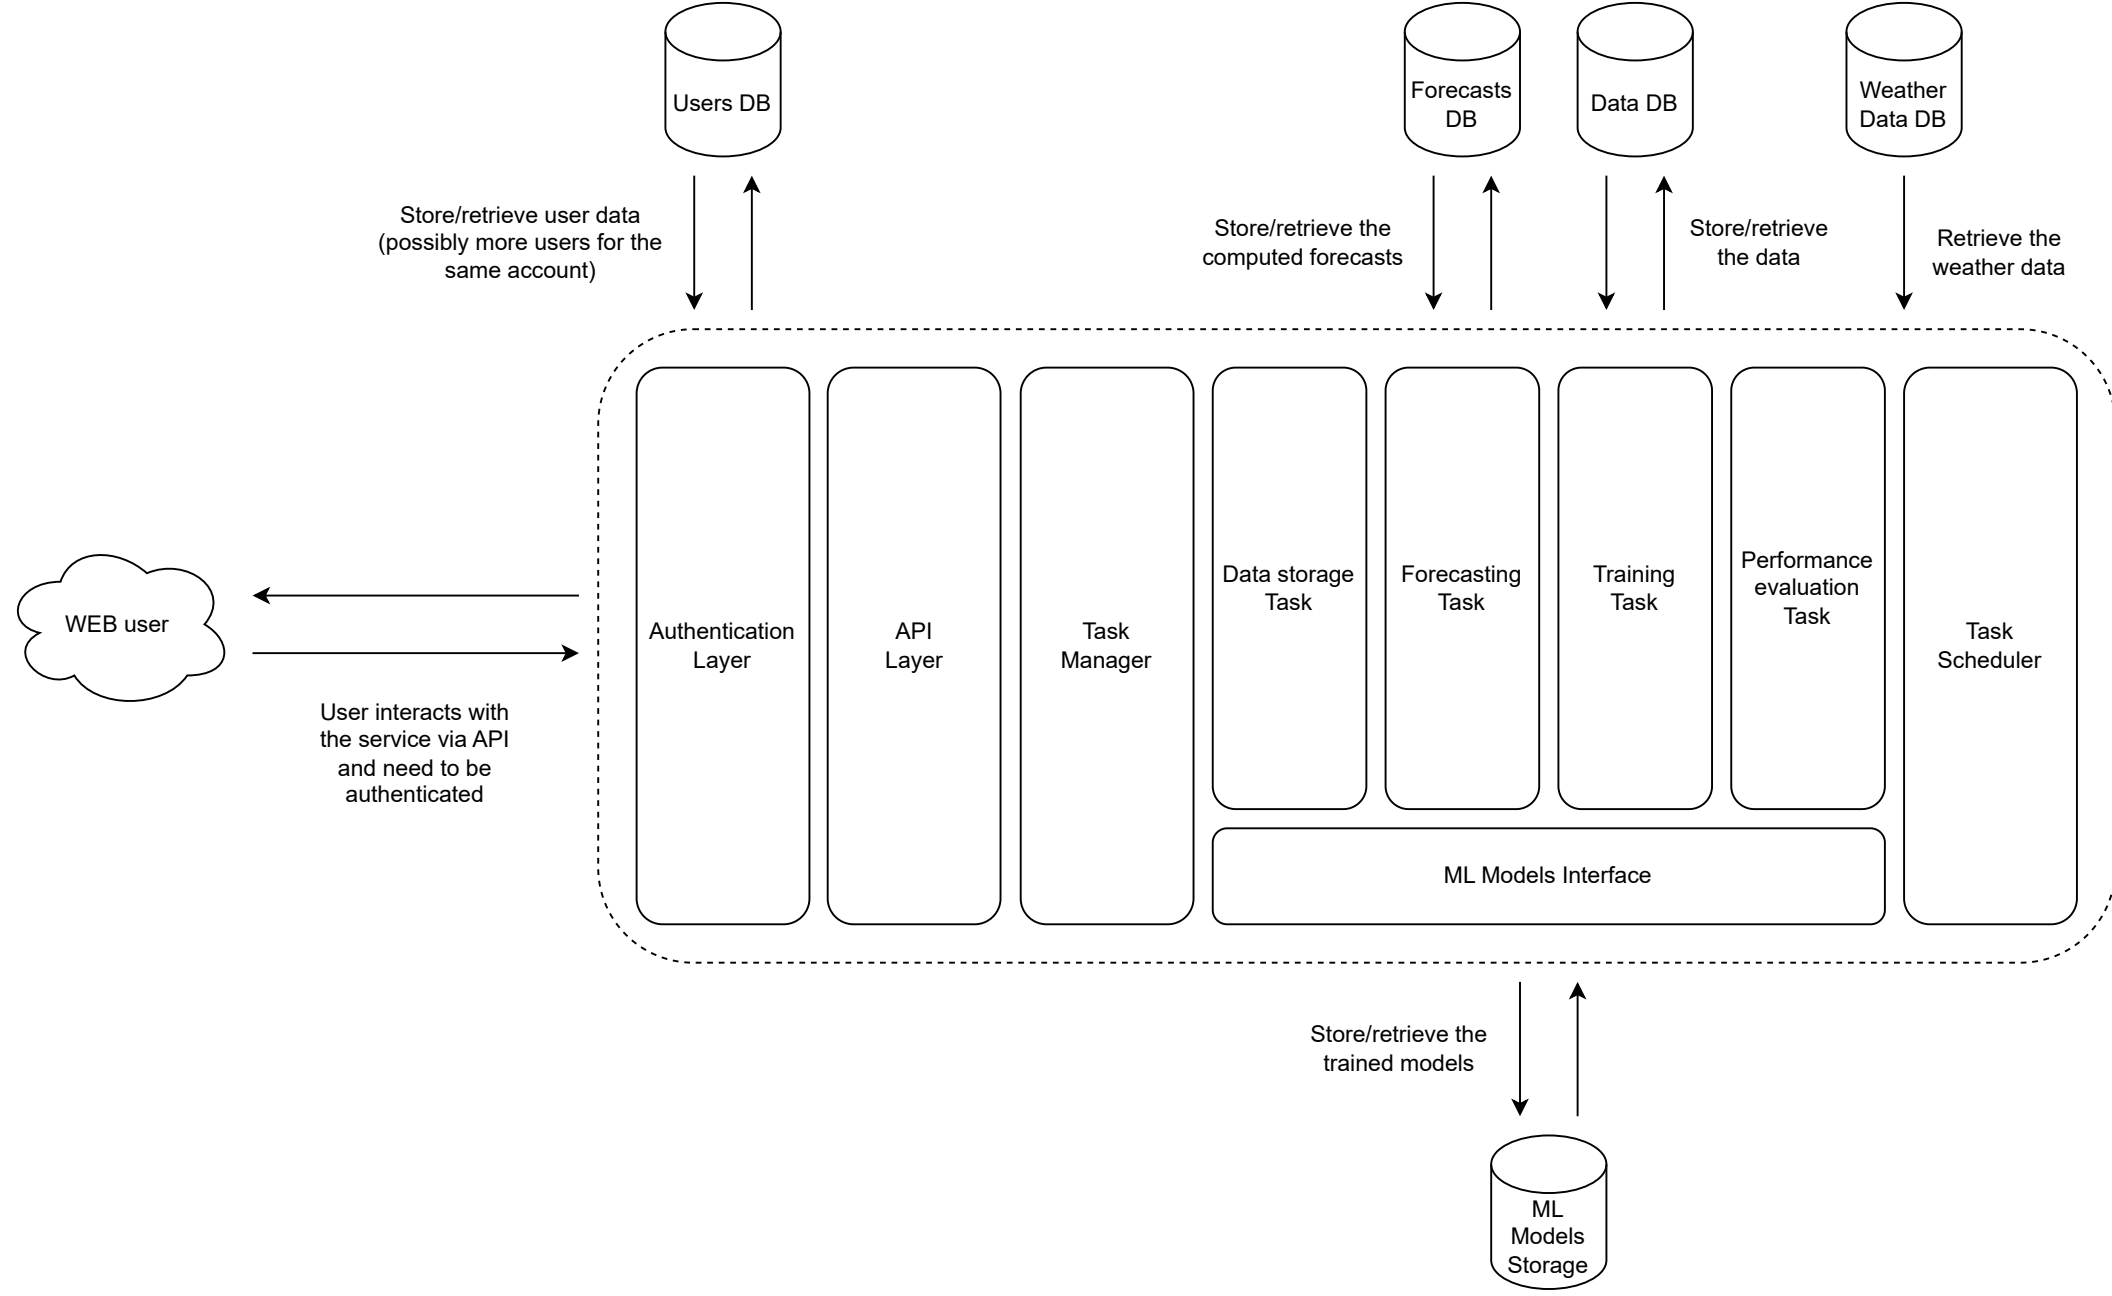 Users DB
Forecasts
DB
Data DB
Weather
Data DB
Store/retrieve user data
(possibly more users for the
same account)
Store/retrieve the
computed forecasts
Store/retrieve
the data
Retrieve the
weather data
WEB user
User interacts with
the service via API
and need to be
authenticated
Authentication
Layer
API
Layer
Task
Manager
Data storage
Task
Forecasting
Task
Training
Task
Performance
evaluation
Task
Task
Scheduler
ML Models Interface
Store/retrieve the
trained models
ML
Models
Storage